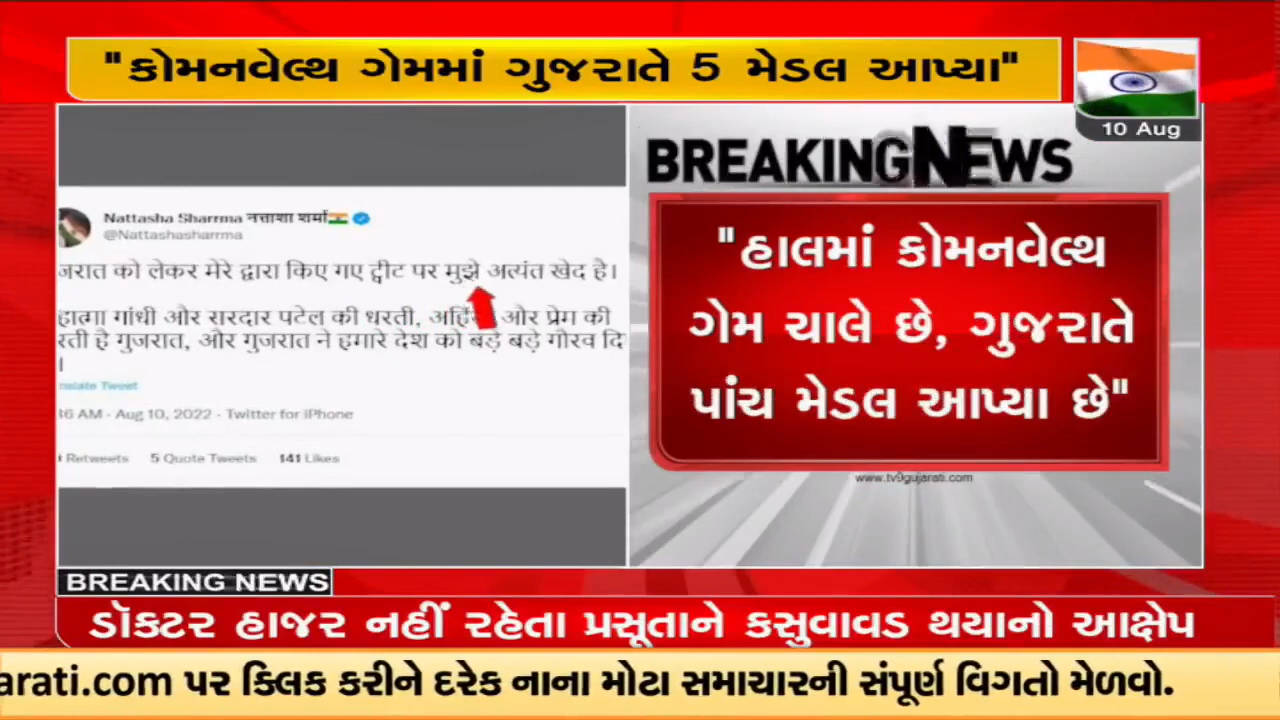 "કોમનવેલ્થ ગેમમાં ગુજરાતે 5 મેડલ આપ્યા"
10 Aug
Nattasha Sharrma नत्ताशा शर्मा
@Nattashasharrma
जरात को लेकर मेरे द्वारा किए गए ट्वीट पर मुझे अत्यंत खेद है।
हात्मा गांधी और सरदार पटेल की धरती, और प्रेम की
रती है गुजरात, और गुजरात ने हमारे देश को बड़े बड़े गौरव दि
।
nslate Tweet
36 AM · Aug 10, 2022 · Twitter for iPhone
Retweets 5 Quote Tweets 141 Likes
BREAKING NEWS
"હાલમાં કોમનવેલ્થ
ગેમ ચાલે છે, ગુજરાતે
પાંચ મેડલ આપ્યા છે"
www.tv9gujarati.com
BREAKING NEWS
ડૉક્ટર હાજર નહીં રહેતા પ્રસૂતાને કસુવાવડ થયાનો આક્ષેપ
arati.com પર ક્લિક કરીને દરેક નાના મોટા સમાચારની સંપૂર્ણ વિગતો મેળવો.